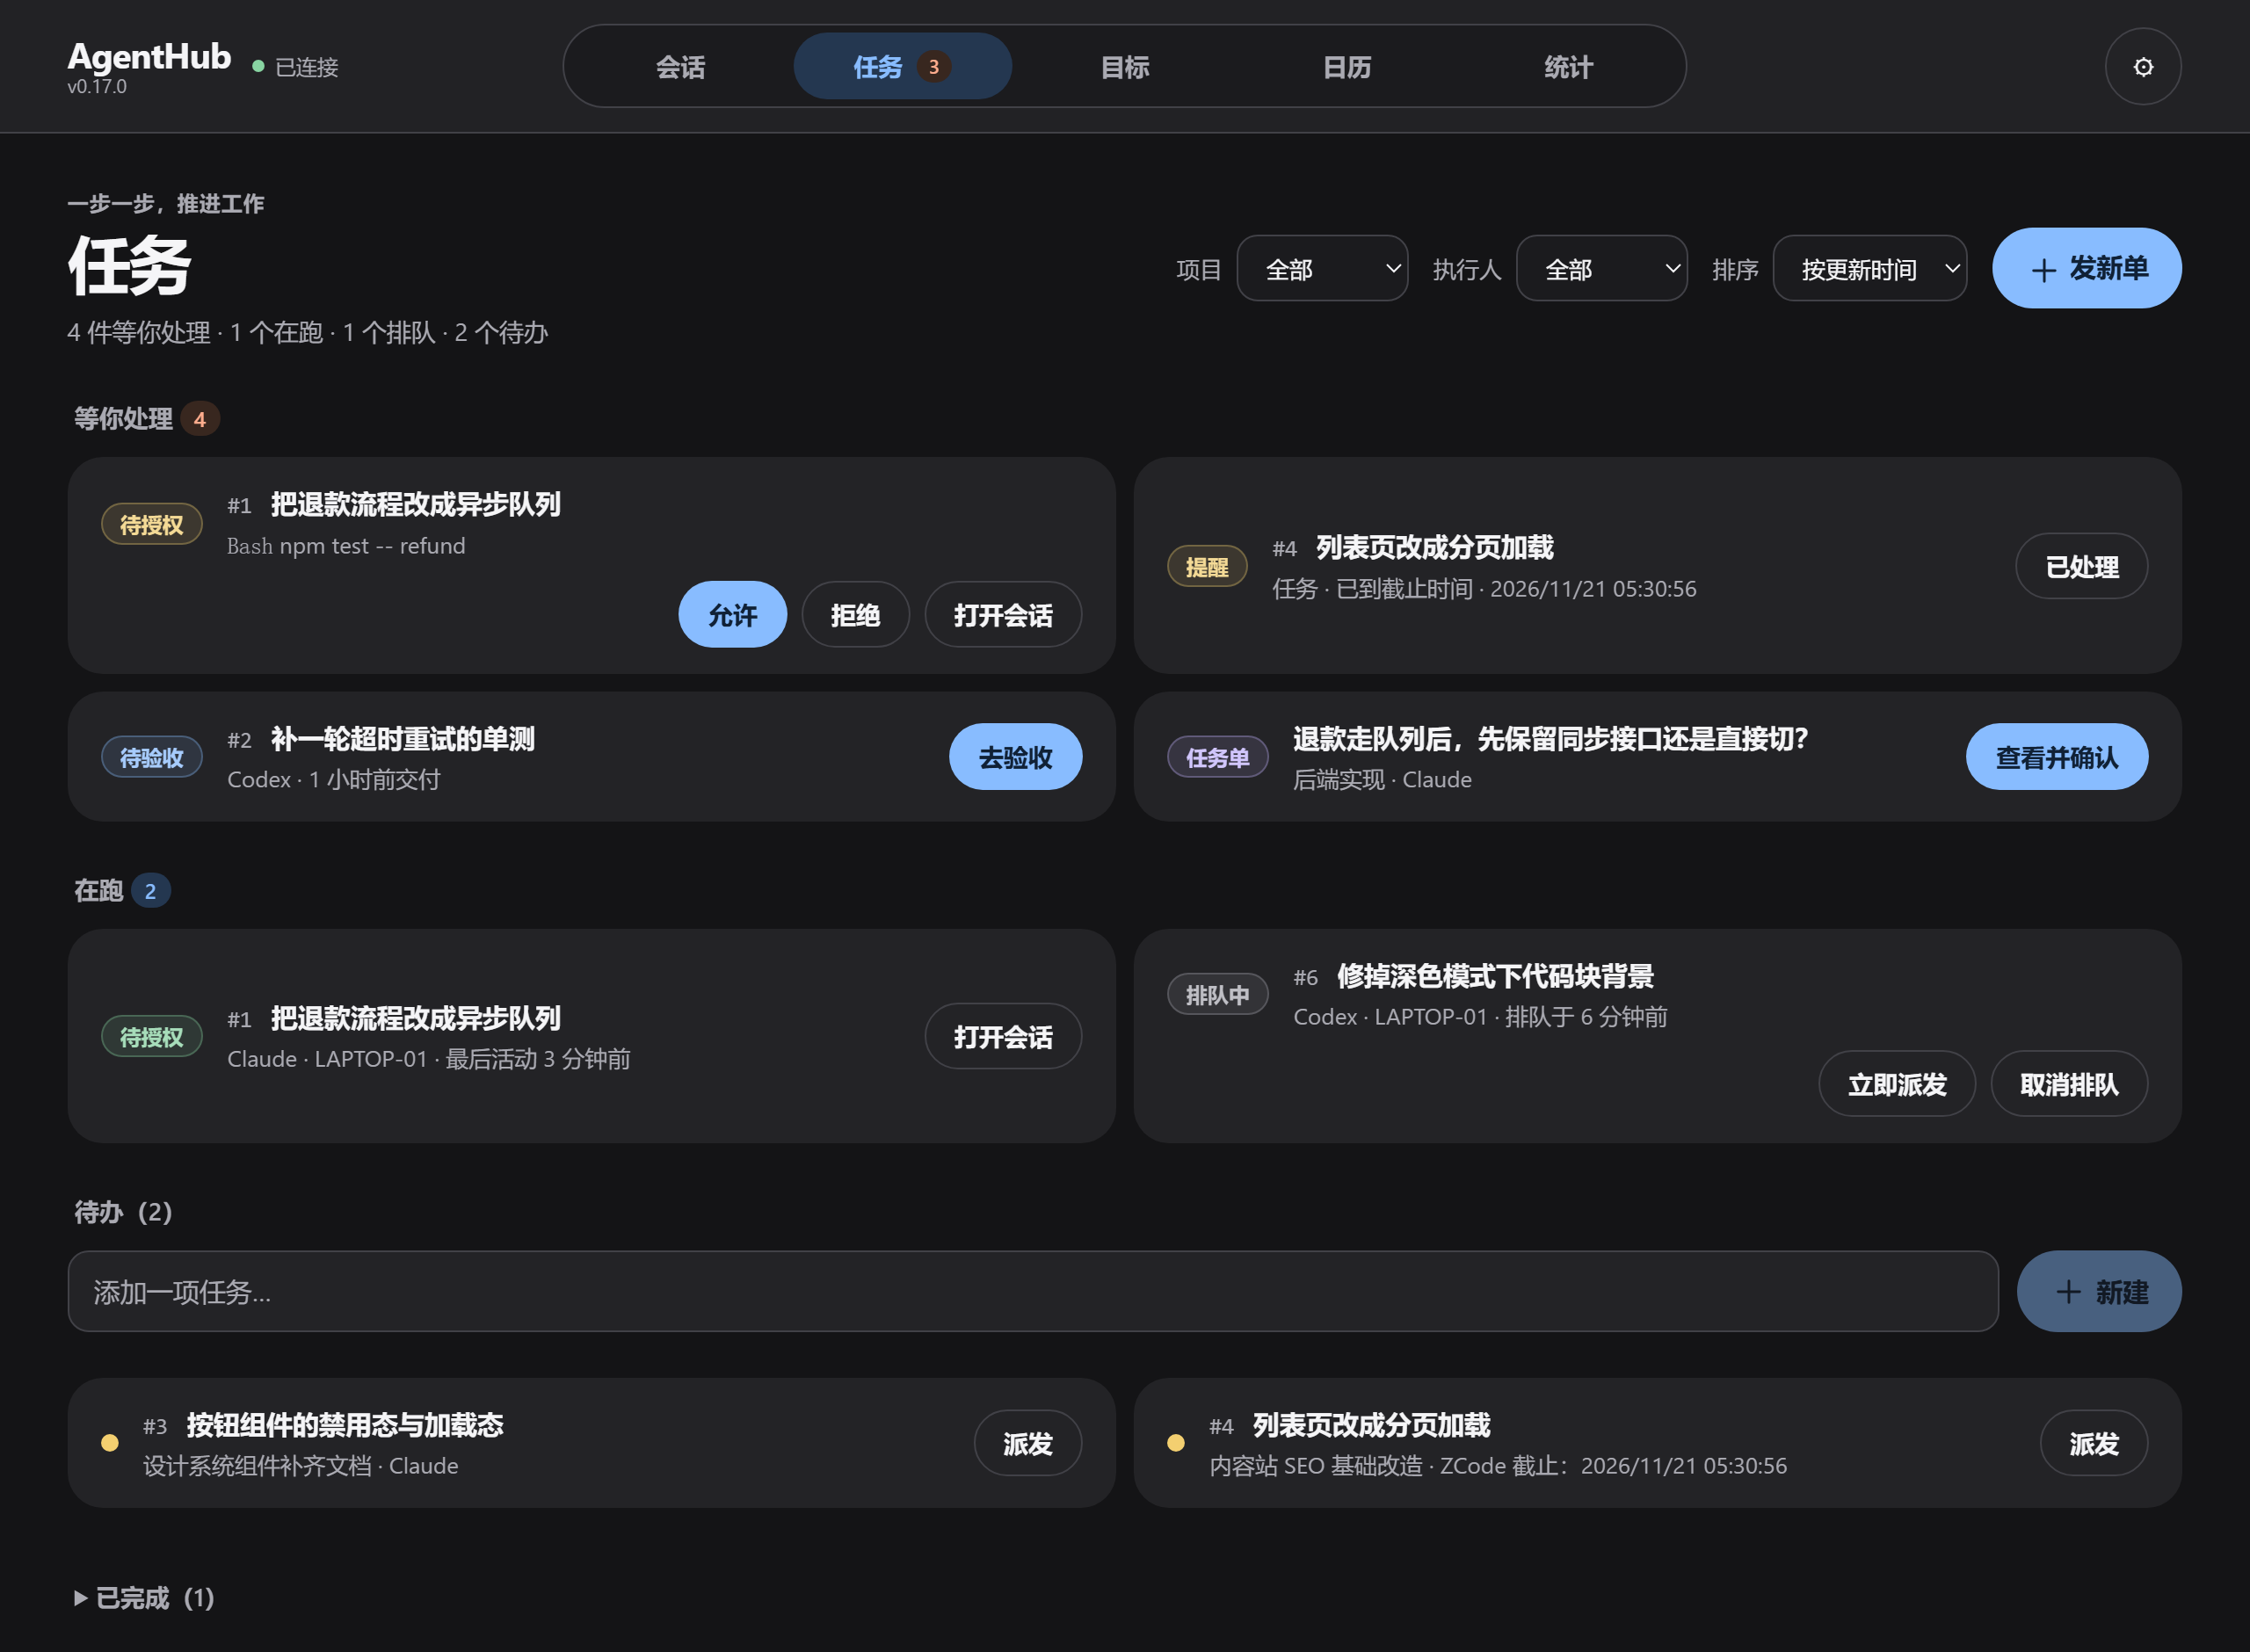 AgentHub
v0.17.0
已连接
会话
任务 3
目标
日历
统计
一步一步，推进工作
任务
4 件等你处理 · 1 个在跑 · 1 个排队 · 2 个待办
项目 全部
执行人 全部
排序 按更新时间
＋ 发新单
等你处理 4
待授权
#1 把退款流程改成异步队列
Bash npm test -- refund
允许
拒绝
打开会话
提醒
#4 列表页改成分页加载
任务 · 已到截止时间 · 2026/11/21 05:30:56
已处理
待验收
#2 补一轮超时重试的单测
Codex · 1 小时前交付
去验收
任务单
退款走队列后，先保留同步接口还是直接切？
后端实现 · Claude
查看并确认
在跑 2
待授权
#1 把退款流程改成异步队列
Claude · LAPTOP-01 · 最后活动 3 分钟前
打开会话
排队中
#6 修掉深色模式下代码块背景
Codex · LAPTOP-01 · 排队于 6 分钟前
立即派发
取消排队
待办（2）
添加一项任务...
＋ 新建
#3 按钮组件的禁用态与加载态
设计系统组件补齐文档 · Claude
派发
#4 列表页改成分页加载
内容站 SEO 基础改造 · ZCode 截止：2026/11/21 05:30:56
派发
▶ 已完成（1）